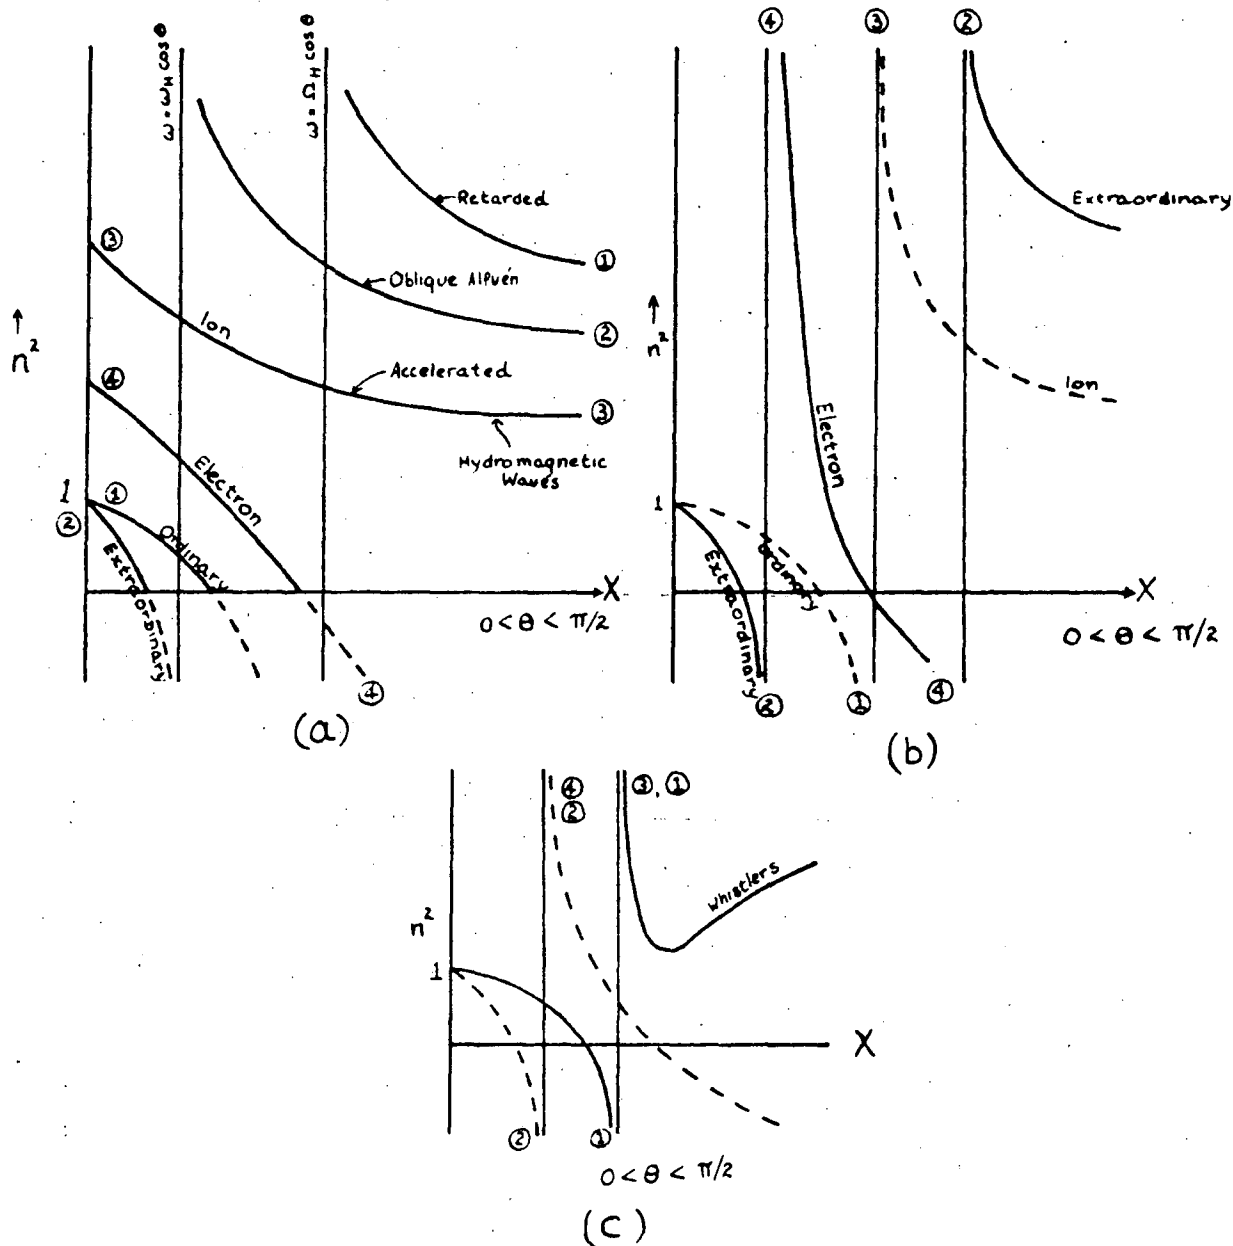 ω = ω_H cos θ
ω = Ω_H cos θ
Retarded
①
③
Oblique Alfvén
②
Ion
Accelerated
③
↑
n²
④
Hydromagnetic
Waves
Electron
1
①
②
Ordinary
Extraordinary
X
0 < θ < π/2
④
(a)
④
③
②
Extraordinary
↑
n²
Ion
Electron
1
Ordinary
Extraordinary
X
0 < θ < π/2
②
①
④
(b)
④
②
③, ①
Whistlers
n²
1
X
②
①
0 < θ < π/2
(C)